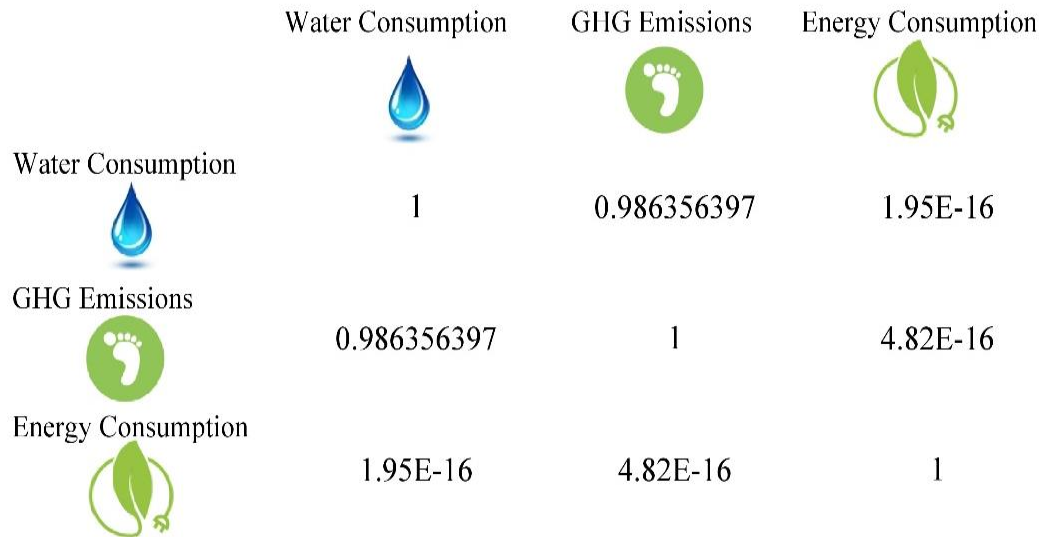 Water Consumption GHG Emissions Energy Consumption
Water Consumption
1 0.986356397 1.95E-16
GHG Emissions
0.986356397 1 4.82E-16
Energy Consumption
1.95E-16 4.82E-16 1